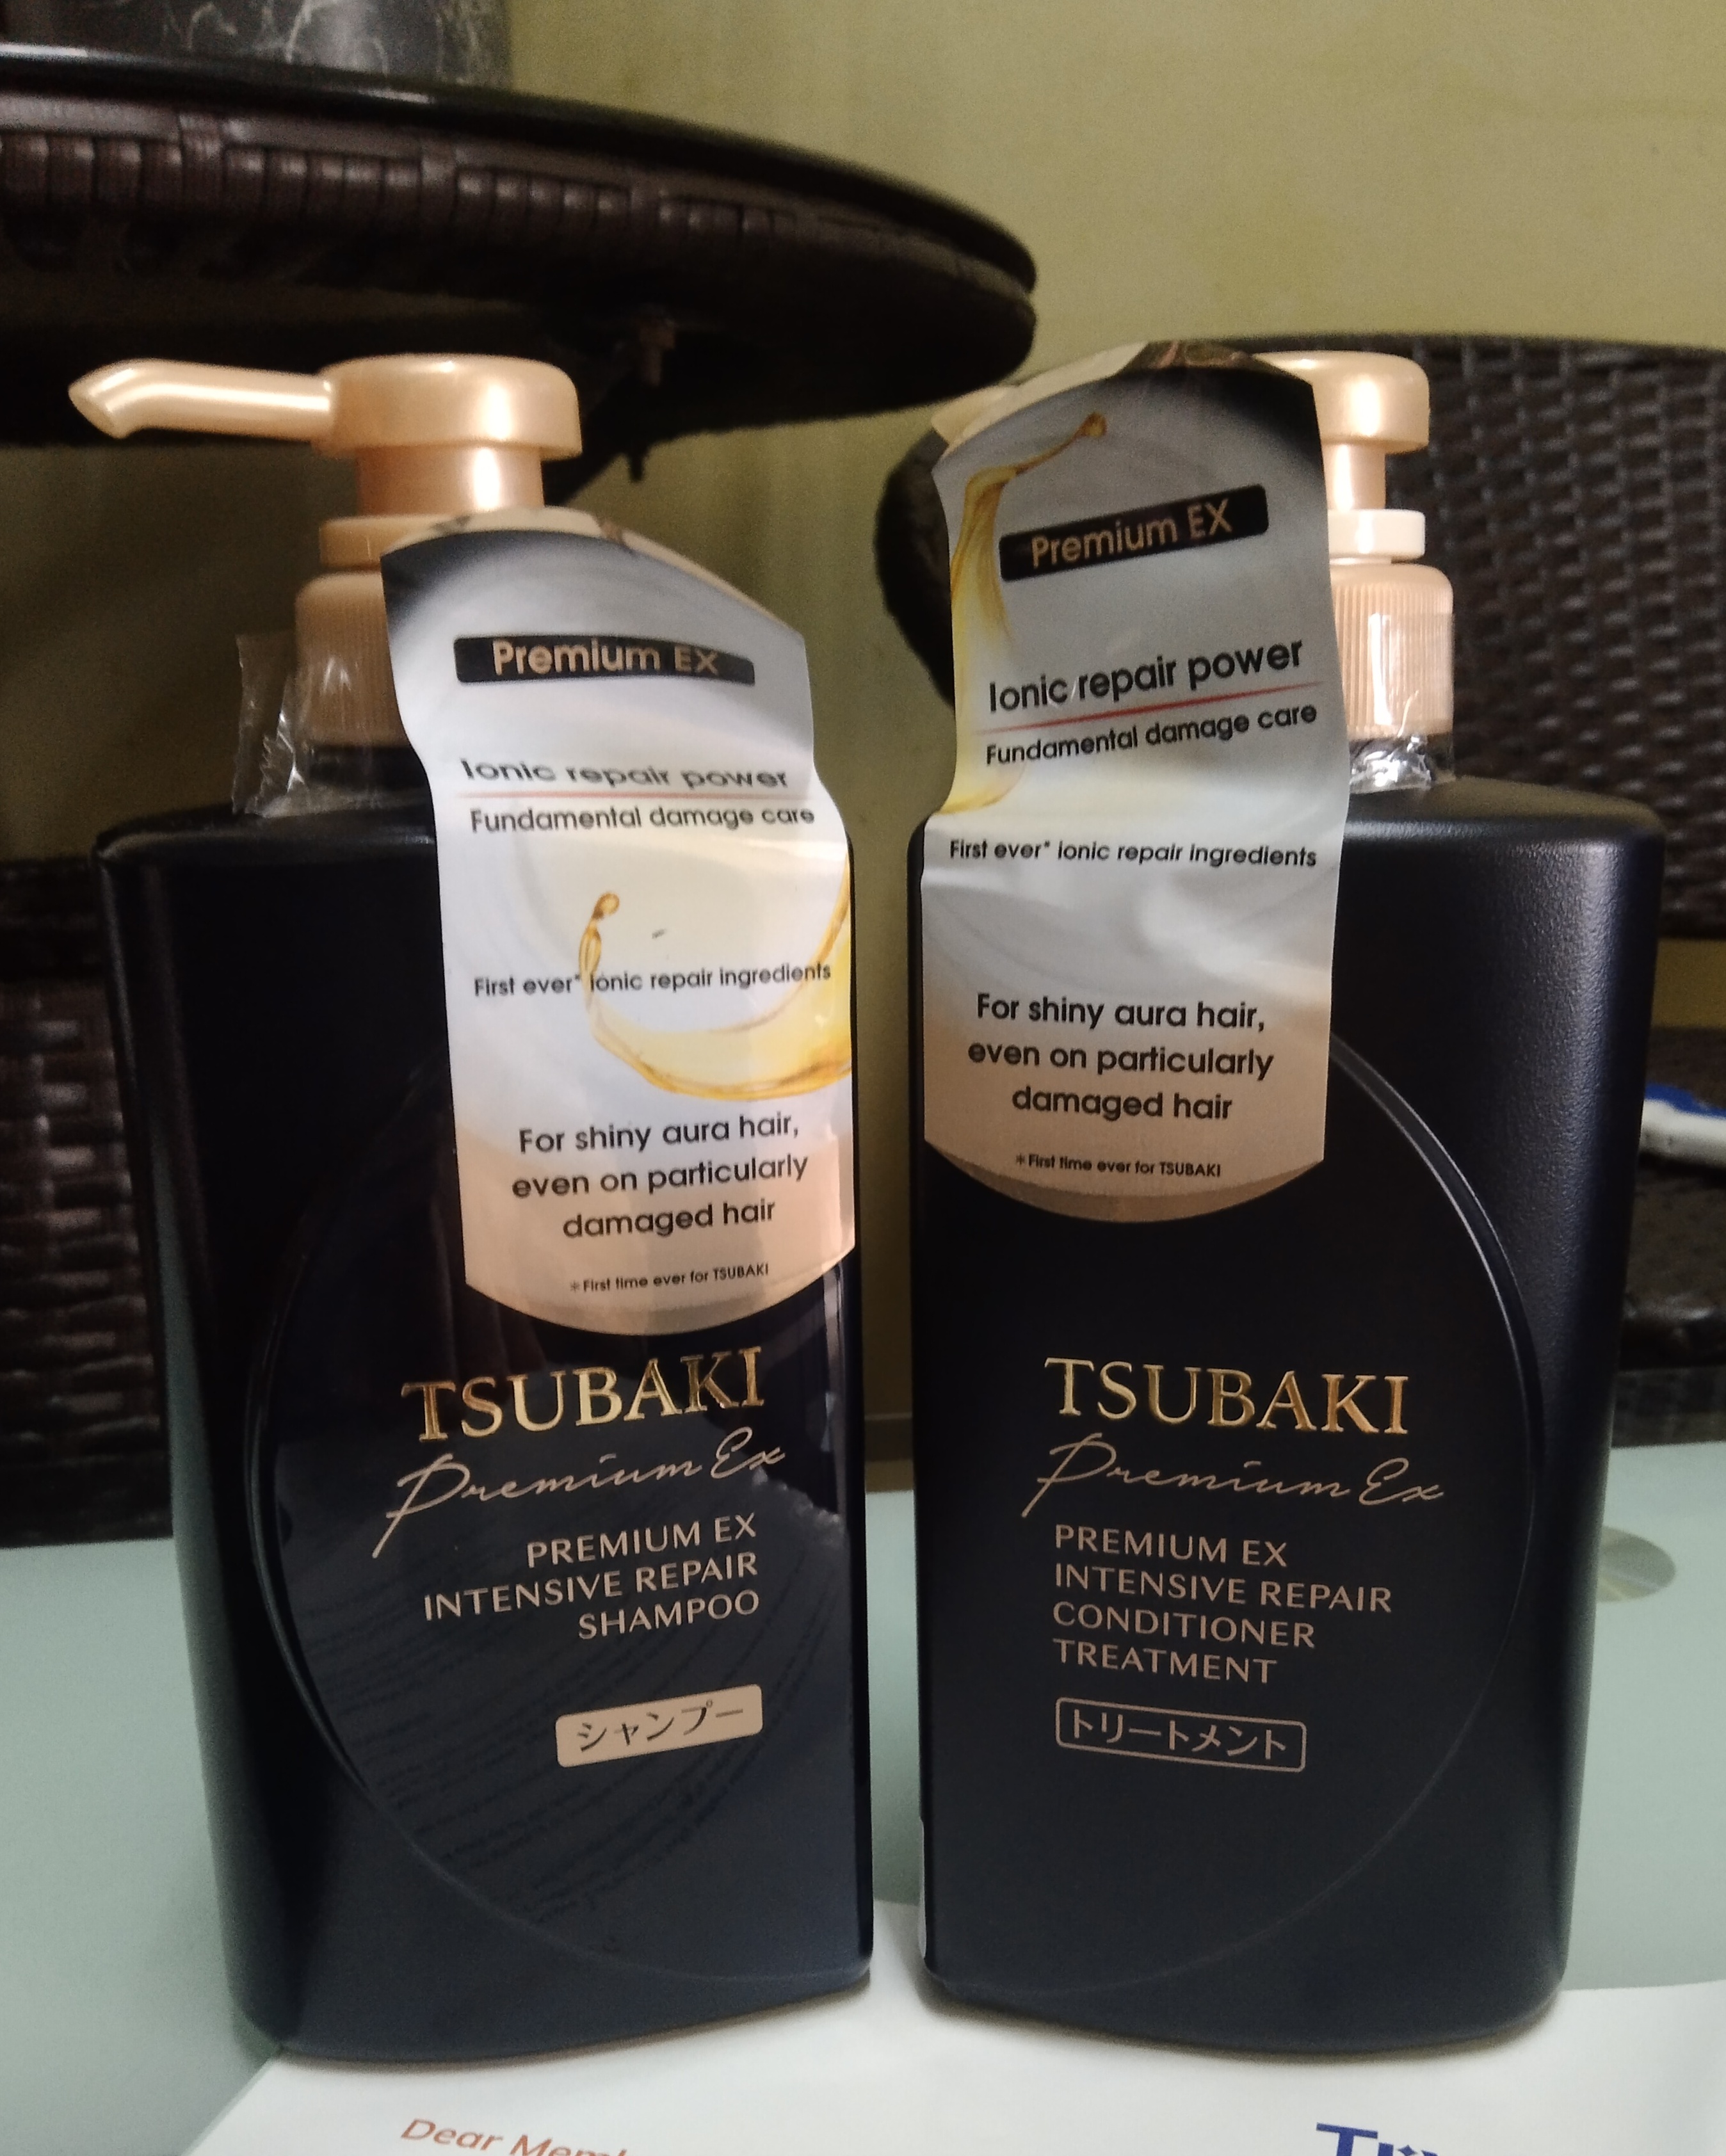 Premium EX
Ionic repair power
Fundamental damage care
First ever* ionic repair ingredients
For shiny aura hair,
even on particularly
damaged hair
*First time ever for TSUBAKI
TSUBAKI
Premium Ex
PREMIUM EX
INTENSIVE REPAIR
SHAMPOO
シャンプー
Premium EX
Ionic repair power
Fundamental damage care
First ever* ionic repair ingredients
For shiny aura hair,
even on particularly
damaged hair
*First time ever for TSUBAKI
TSUBAKI
Premium Ex
PREMIUM EX
INTENSIVE REPAIR
CONDITIONER
TREATMENT
トリートメント
Dear